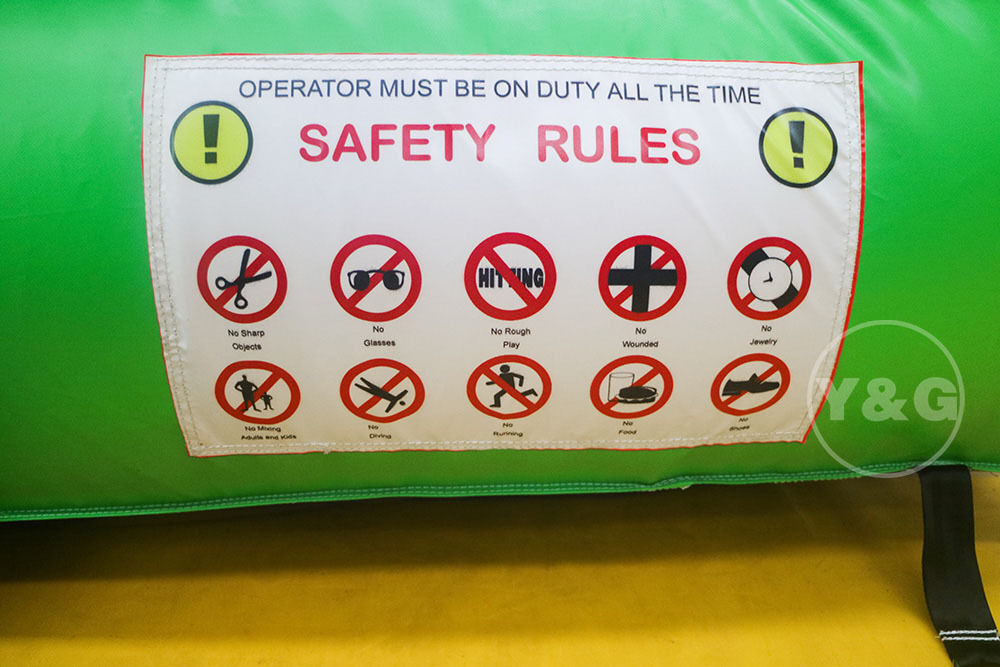 OPERATOR MUST BE ON DUTY ALL THE TIME
! !
SAFETY RULES
HITTING
No Sharp
Objects
No
Glasses
No Rough
Play
No
Wounded
No
Jewelry
No Mixing
Adults and Kids
No
Diving
No
Running
No
Food
No
Shoes
Y&G